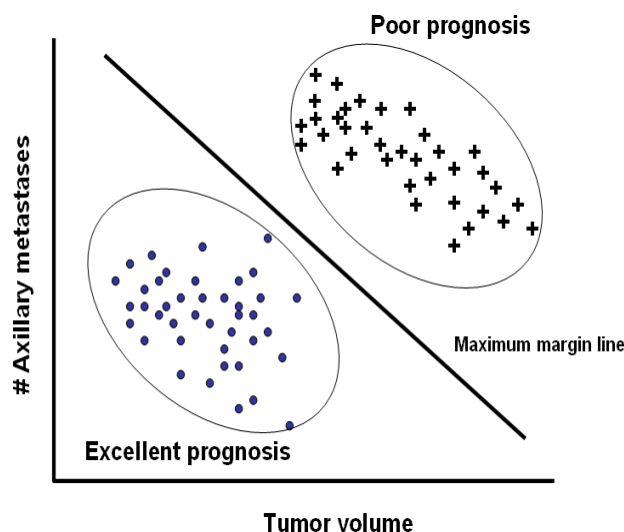 Poor prognosis
# Axillary metastases
Maximum margin line
Excellent prognosis
Tumor volume